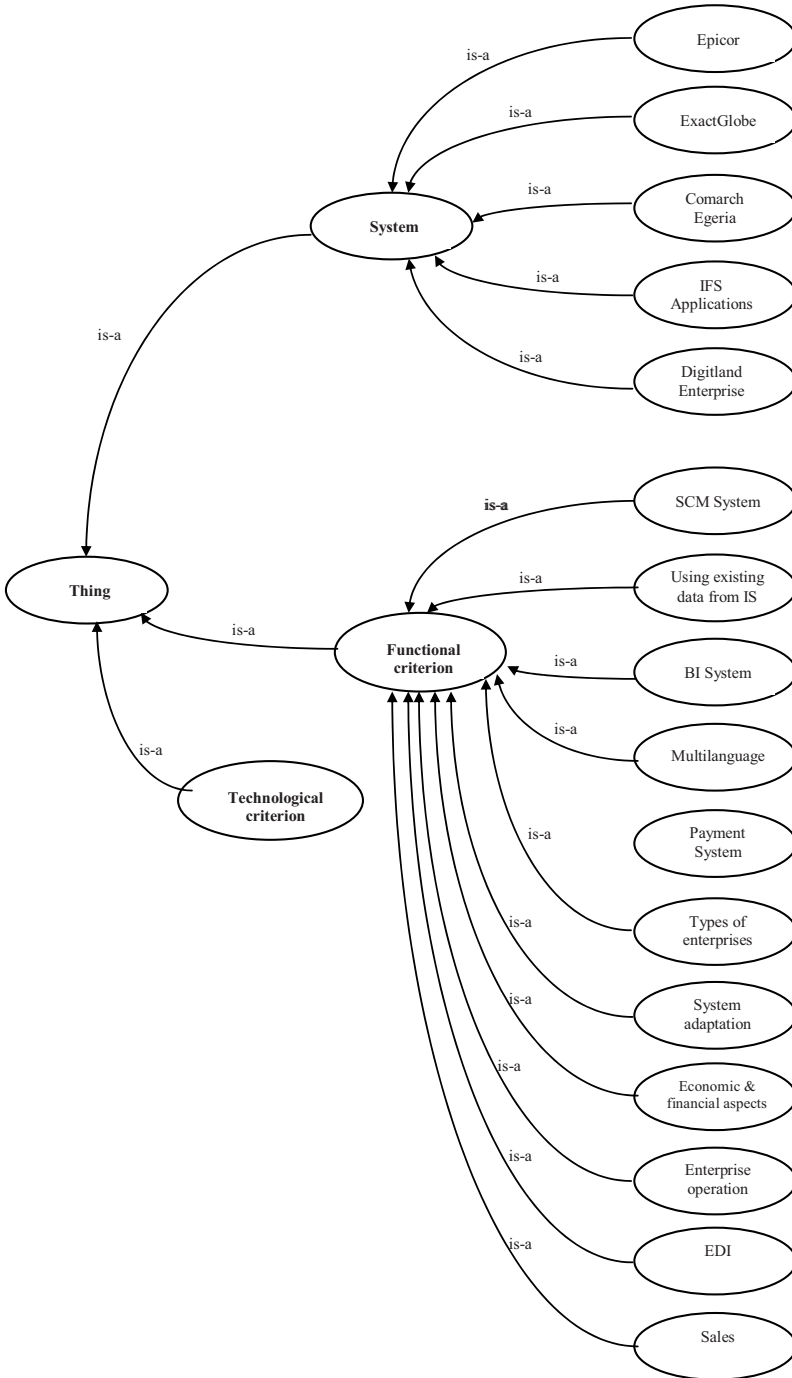 Epicor
is-a
ExactGlobe
is-a
Comarch
Egeria
is-a
System
IFS
Applications
is-a
is-a
Digitland
Enterprise
is-a
SCM System
is-a
Using existing
data from IS
is-a
Thing
is-a
Functional
criterion
BI System
is-a
Multilanguage
is-a
is-a
Technological
criterion
Payment
System
is-a
Types of
enterprises
is-a
System
adaptation
is-a
Economic &
financial aspects
is-a
Enterprise
operation
is-a
EDI
is-a
Sales